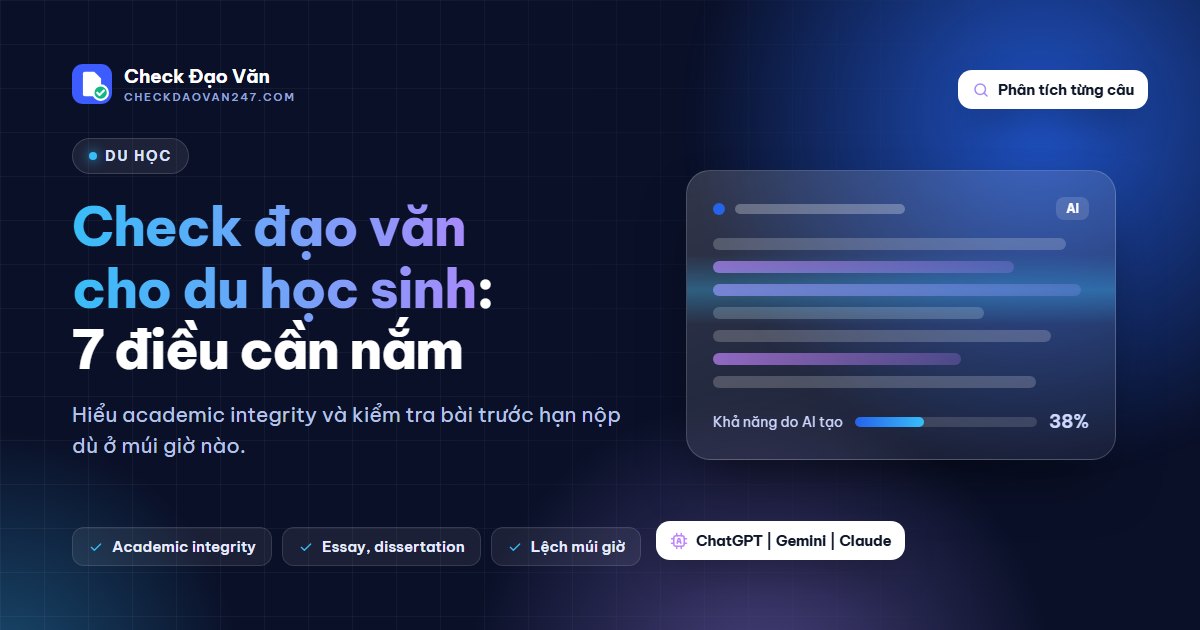 Check Đạo Văn
CHECKDAOVAN247.COM
Phân tích từng câu
DU HỌC
Check đạo văn
cho du học sinh:
7 điều cần nắm
Hiểu academic integrity và kiểm tra bài trước hạn nộp
dù ở múi giờ nào.
AI
Khả năng do AI tạo 38%
Academic integrity
Essay, dissertation
Lệch múi giờ
AI
ChatGPT | Gemini | Claude